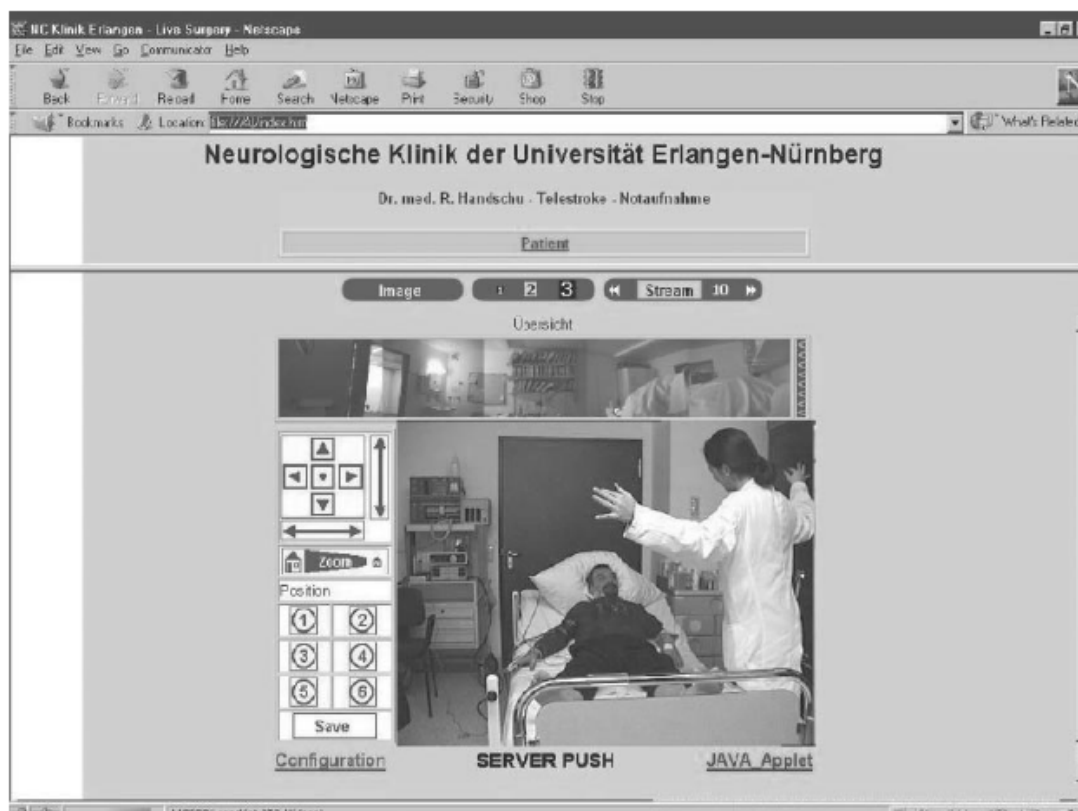 NC Klinik Erlangen - Live Surgery - Netscape
File Edit View Go Communicator Help
Back Forward Reload Home Search Netscape Print Security Shop Stop
Bookmarks Location: What's Related
Neurologische Klinik der Universität Erlangen-Nürnberg
Dr. med. R. Handschu - Telestroke - Notaufnahme
Patient
Image 1 2 3 Stream 10
Übersicht
Zoom
Position
1 2
3 4
5 6
Save
Configuration SERVER PUSH JAVA_Applet